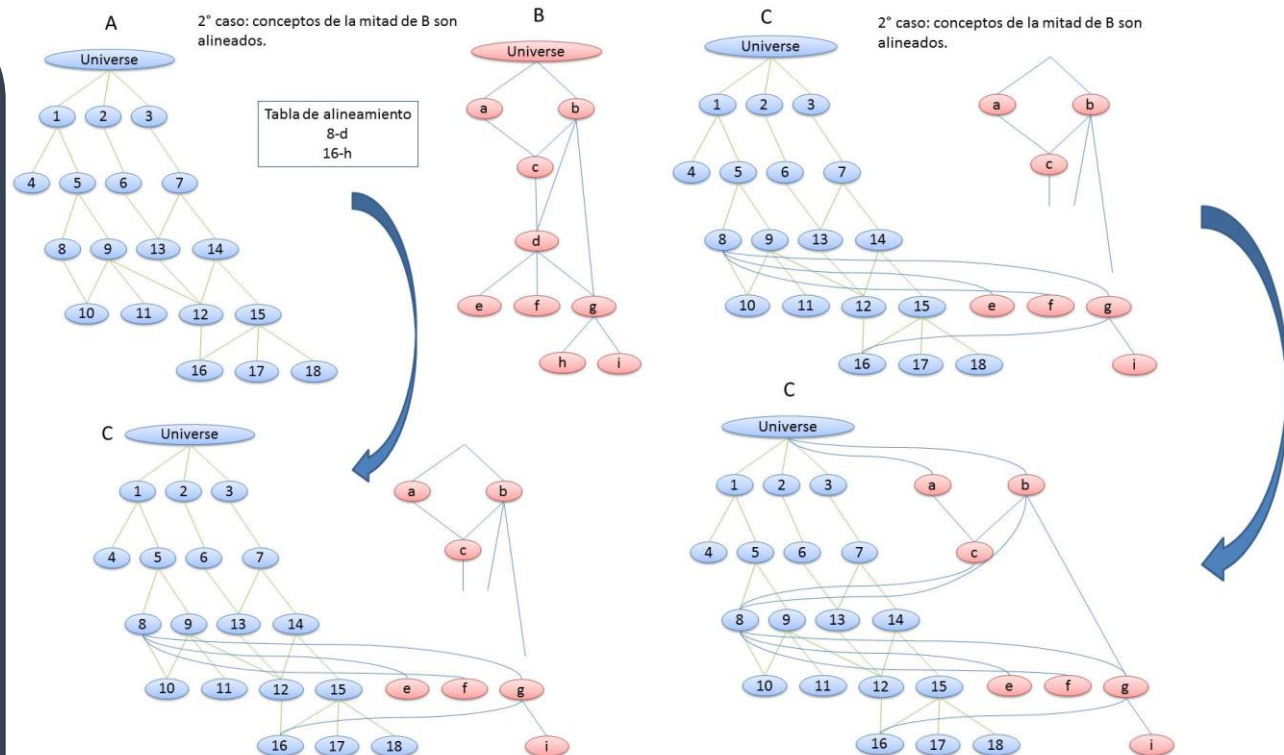 A
2° caso: conceptos de la mitad de B son
alineados.
Universe
1 2 3
4 5 6 7
8 9 13 14
10 11 12 15
16 17 18
Tabla de alineamiento
8-d
16-h
B
Universe
a b
c
d
e f g
h i
C
2° caso: conceptos de la mitad de B son
alineados.
Universe
1 2 3 a b
4 5 6 7 c
8 9 13 14
10 11 12 15 e f g
16 17 18 i
C
Universe
1 2 3 a b
4 5 6 7 c
8 9 13 14
10 11 12 15 e f g
16 17 18 i
C
Universe
1 2 3 a b
4 5 6 7 c
8 9 13 14
10 11 12 15 e f g
16 17 18 i